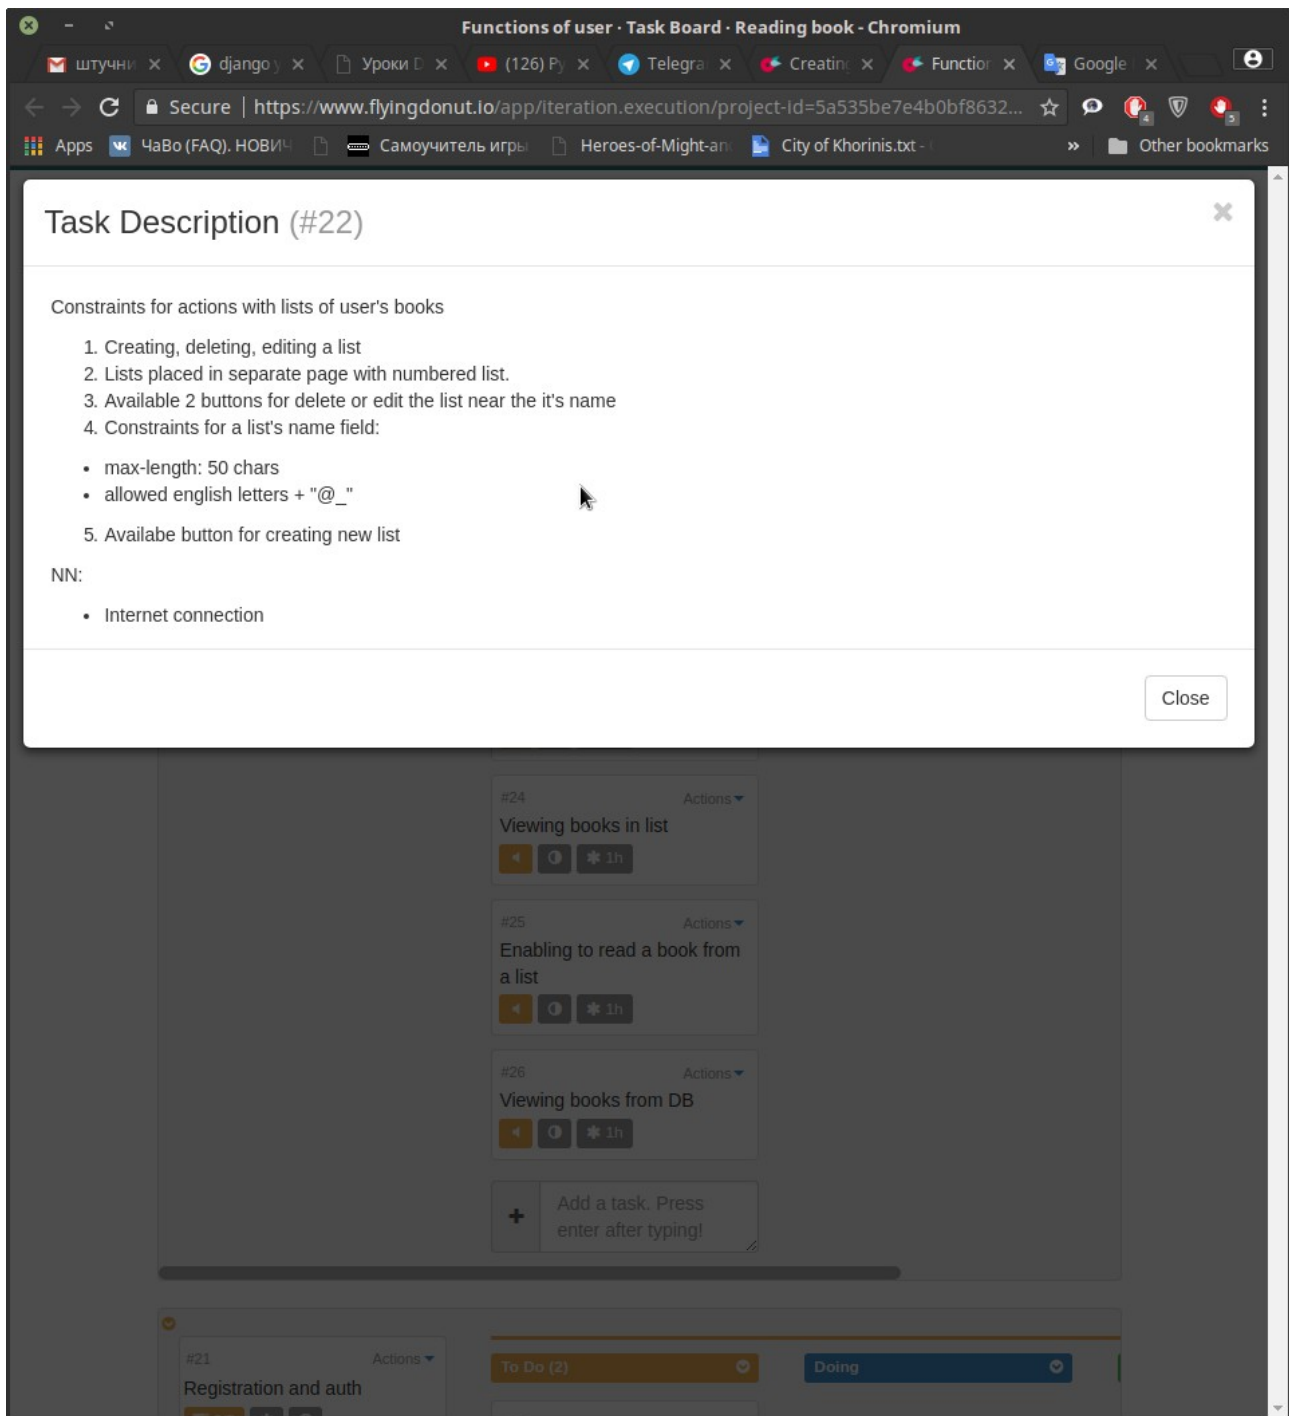 Functions of user · Task Board · Reading book - Chromium
штучни django y Уроки D (126) Py Telegra Creating Function Google
Secure | https://www.flyingdonut.io/app/iteration.execution/project-id=5a535be7e4b0bf8632... 4 5
Apps ЧаВо (FAQ). НОВИЧ Самоучитель игры Heroes-of-Might-an City of Khorinis.txt - » Other bookmarks
Task Description (#22)
Constraints for actions with lists of user's books
1. Creating, deleting, editing a list
2. Lists placed in separate page with numbered list.
3. Available 2 buttons for delete or edit the list near the it's name
4. Constraints for a list's name field:
• max-length: 50 chars
• allowed english letters + "@_"
5. Availabe button for creating new list
NN:
• Internet connection
Close
#24 Actions
Viewing books in list
1h
#25 Actions
Enabling to read a book from
a list
1h
#26 Actions
Viewing books from DB
1h
Add a task. Press
enter after typing!
#21 Actions
To Do (2) Doing
Registration and auth